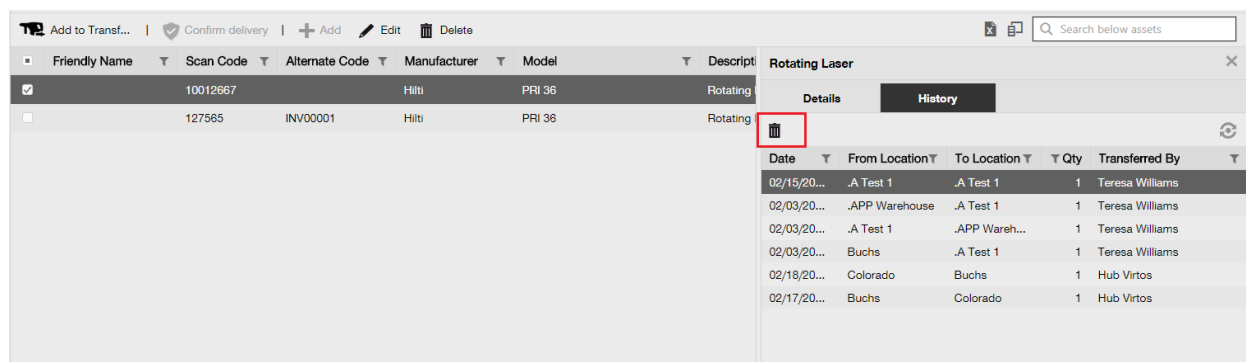 Add to Transf... | Confirm delivery | Add Edit Delete Search below assets
Friendly Name Scan Code Alternate Code Manufacturer Model Descripti
10012667 Hilti PRI 36 Rotating
127565 INV00001 Hilti PRI 36 Rotating
Rotating Laser
Details History
Date From Location To Location Qty Transferred By
02/15/20... .A Test 1 .A Test 1 1 Teresa Williams
02/03/20... .APP Warehouse .A Test 1 1 Teresa Williams
02/03/20... .A Test 1 .APP Wareh... 1 Teresa Williams
02/03/20... Buchs .A Test 1 1 Teresa Williams
02/18/20... Colorado Buchs 1 Hub Virtos
02/17/20... Buchs Colorado 1 Hub Virtos